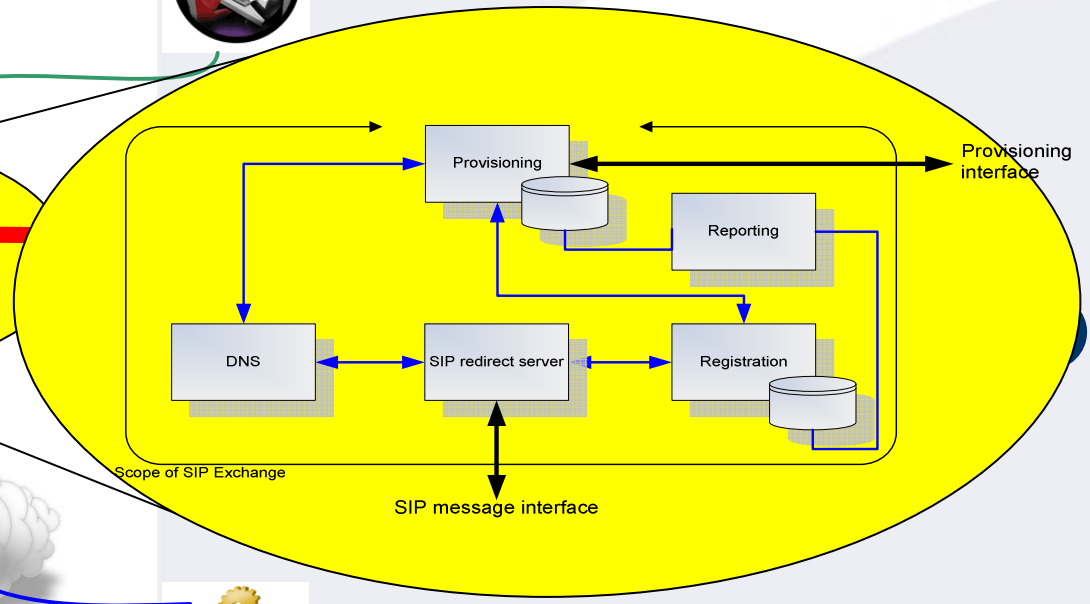 Provisioning
Provisioning
interface
Reporting
DNS
SIP redirect server
Registration
Scope of SIP Exchange
SIP message interface